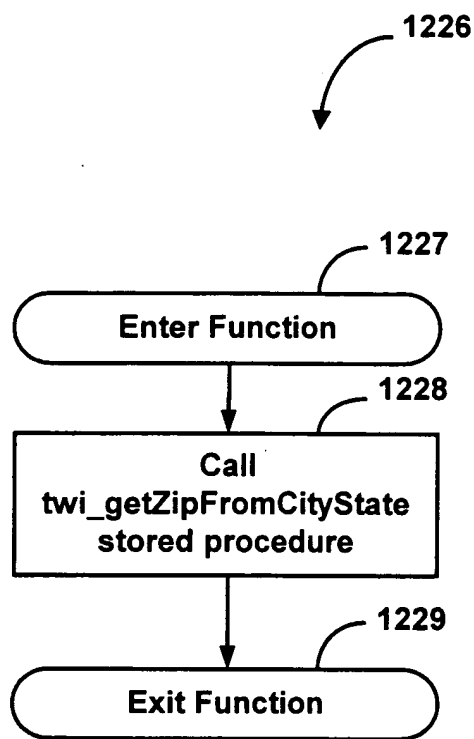 1226
1227
Enter Function
1228
Call
twi_getZipFromCityState
stored procedure
1229
Exit Function